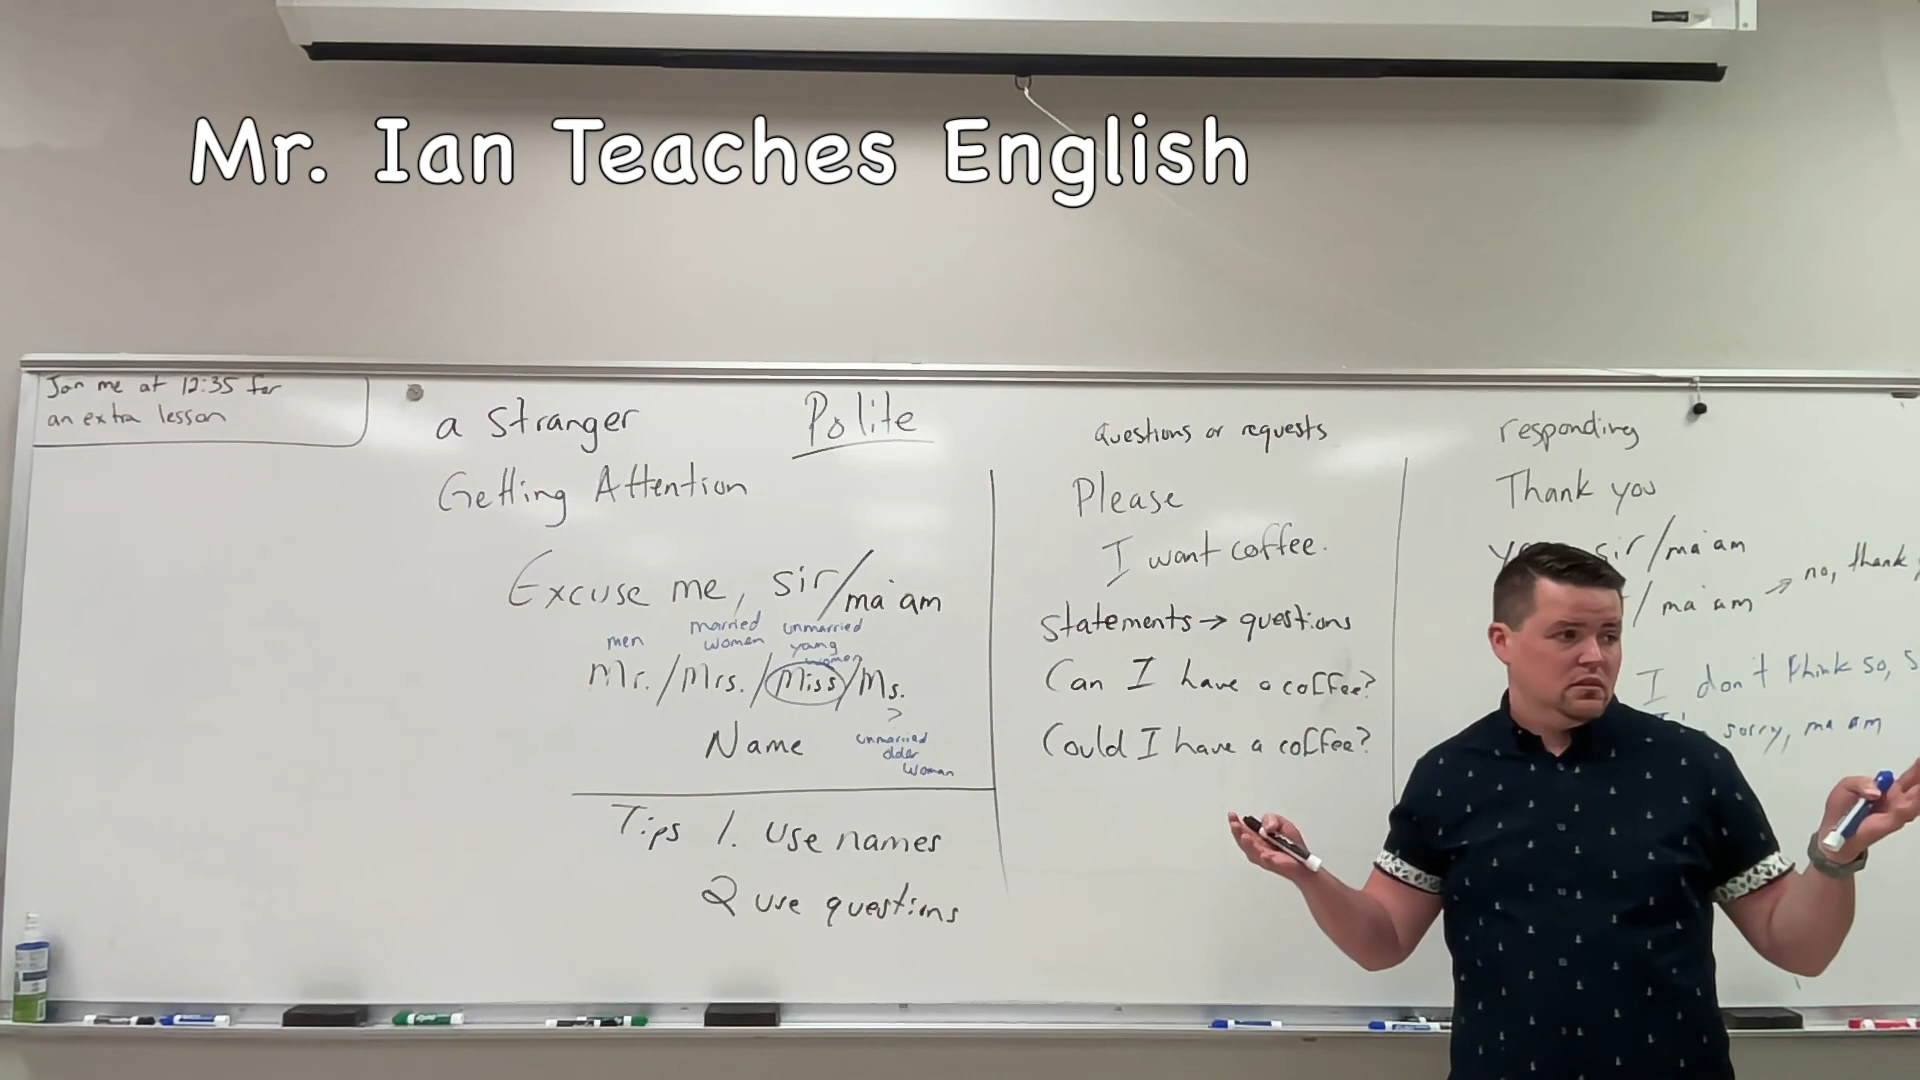 Mr. Ian Teaches English
Join me at 12:35 for
an extra lesson
a stranger
Polite
Getting Attention
Excuse me, sir/ma'am
men
married
women
unmarried
young
women
Mr./Mrs./Miss/Ms.
Name
unmarried
older
woman
Tips 1. use names
2 use questions
questions or requests
Please
I want coffee.
statements → questions
Can I have a coffee?
Could I have a coffee?
responding
Thank you
sir/ma'am
/ma'am → no, thank
I don't think so, S
sorry, ma'am